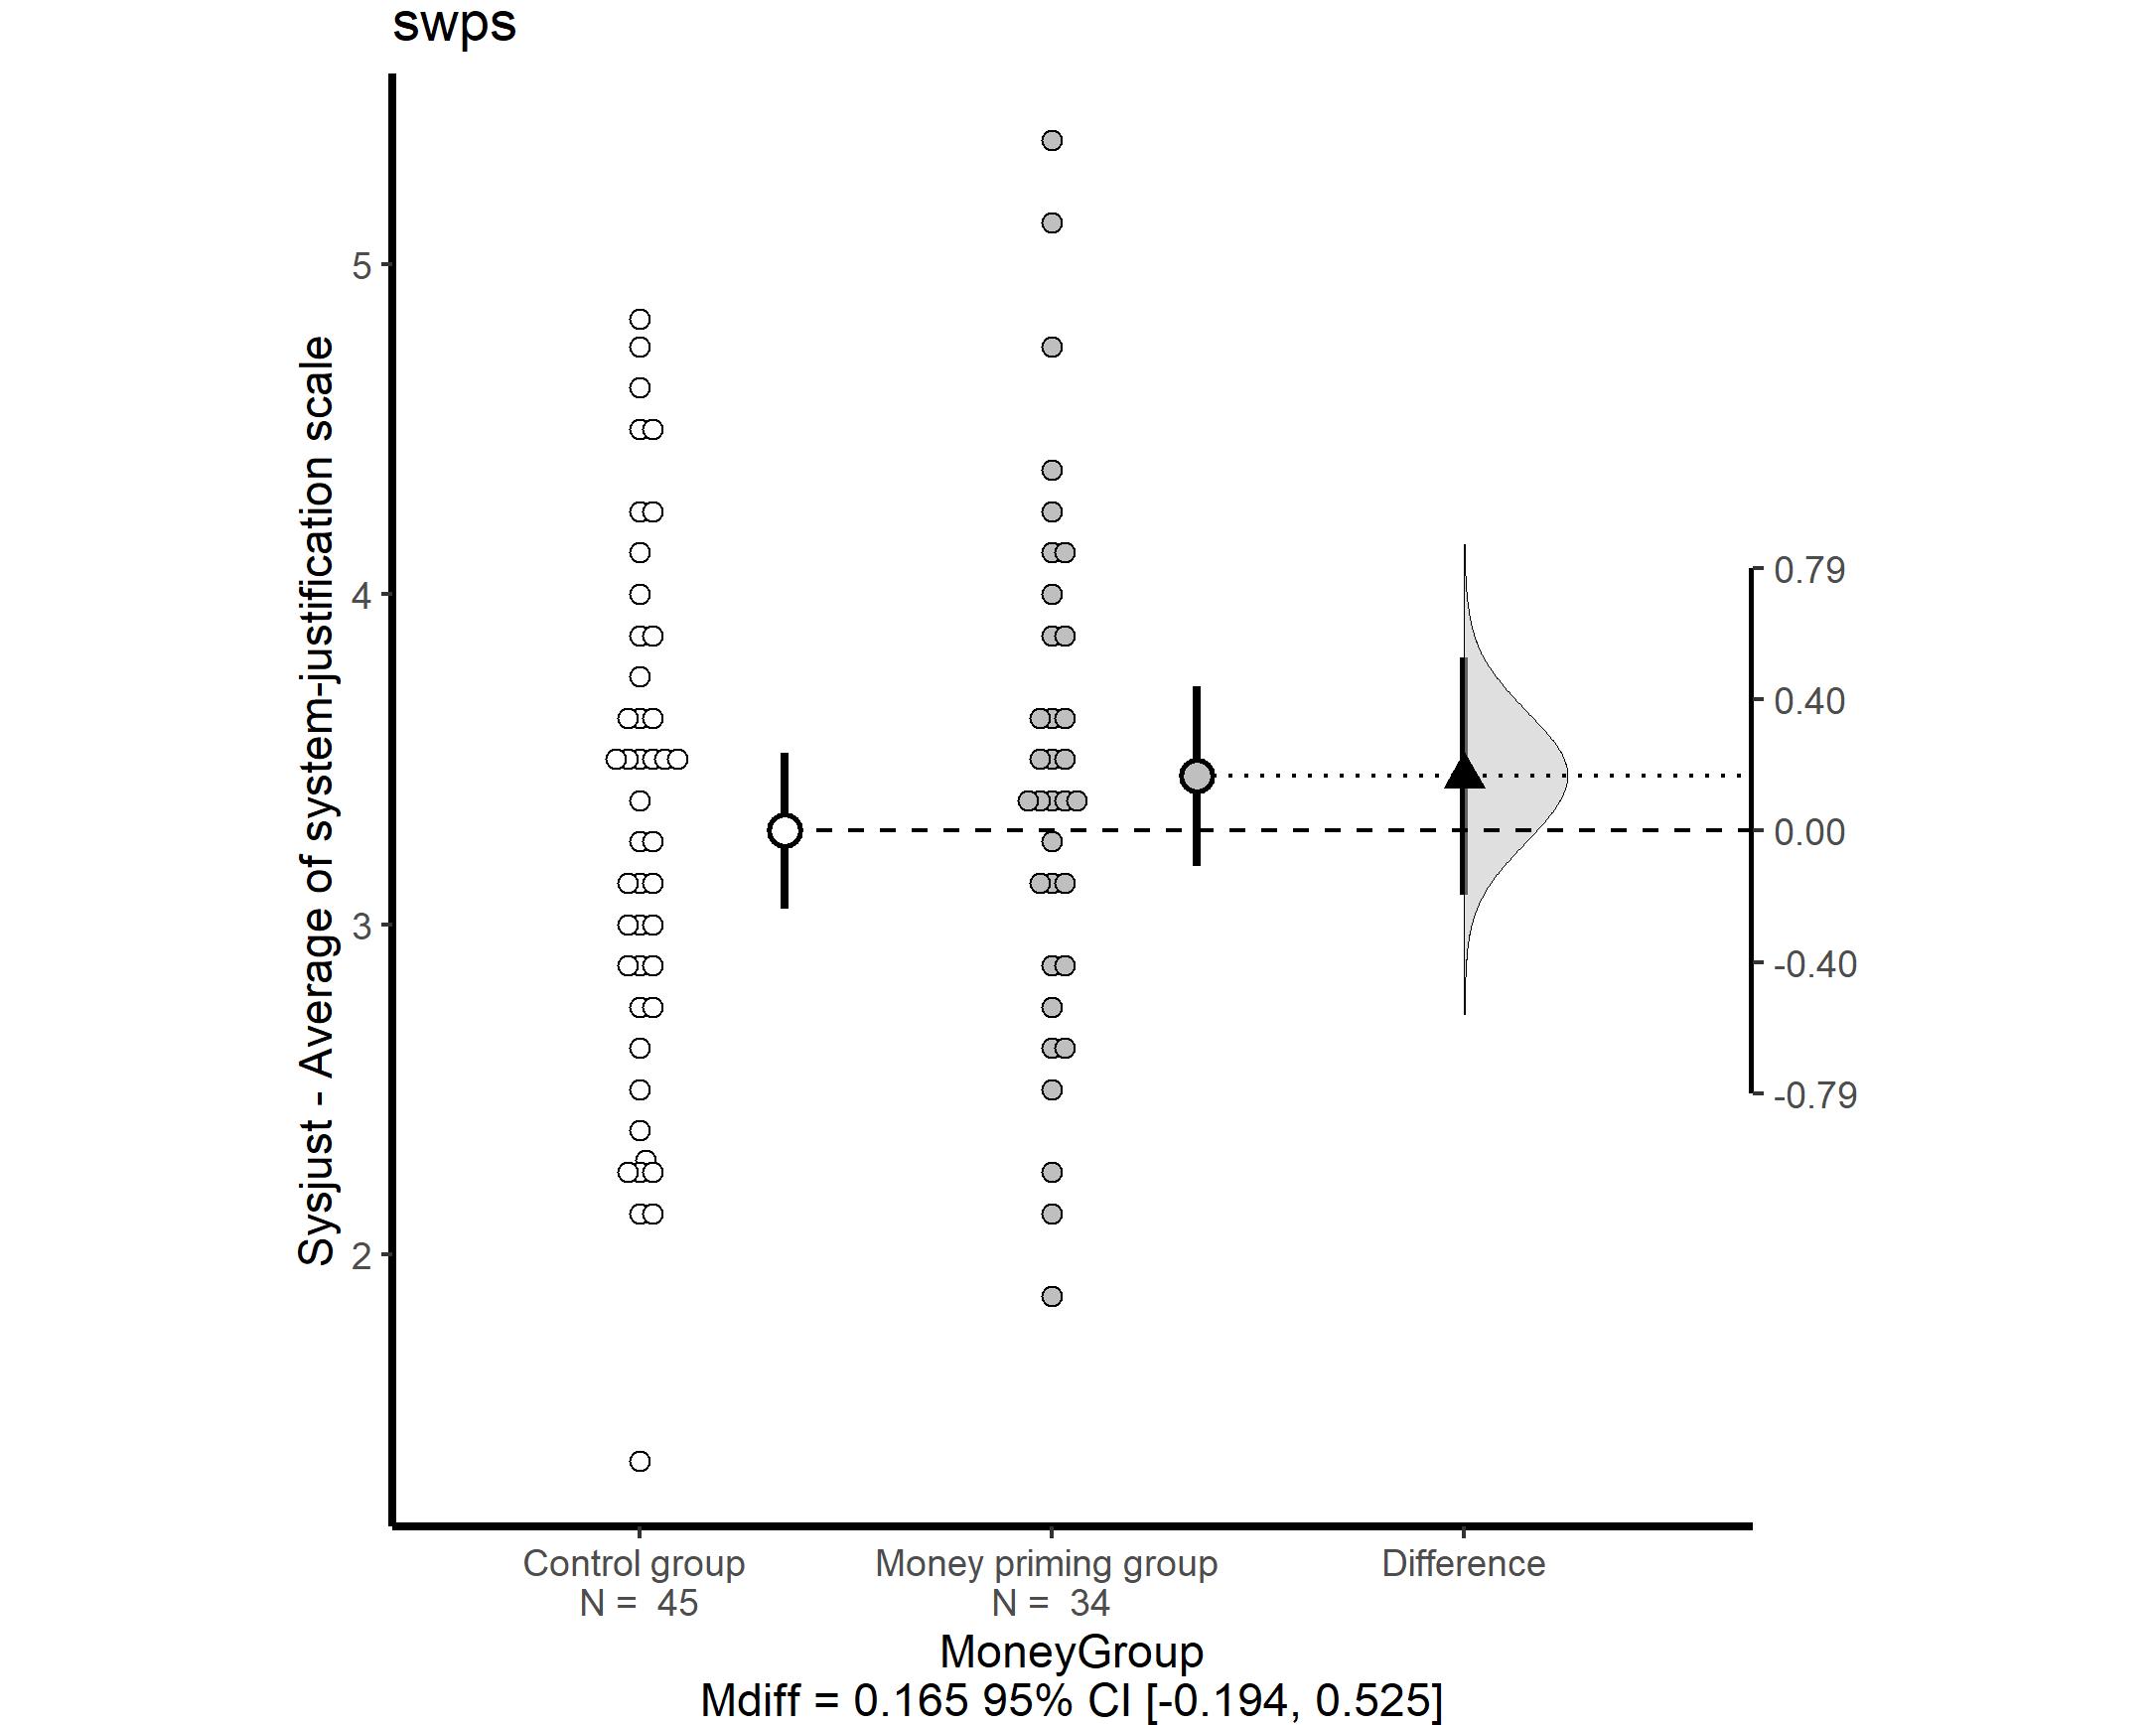 swps
Sysjust - Average of system-justification scale
5
4
3
2
0.79
0.40
0.00
-0.40
-0.79
Control group
N = 45
Money priming group
N = 34
Difference
MoneyGroup
Mdiff = 0.165 95% CI [-0.194, 0.525]